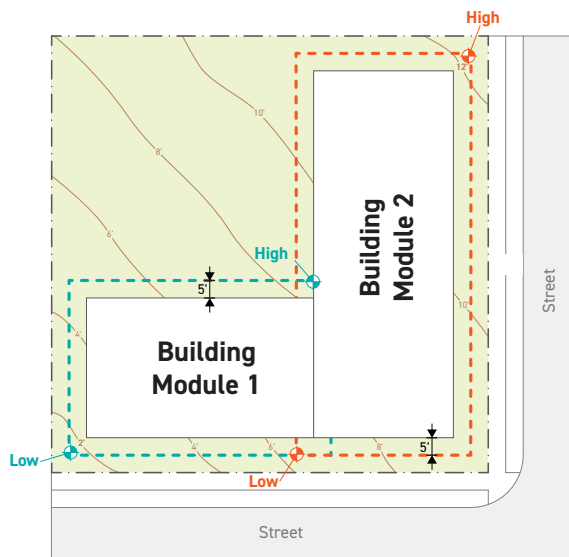 High
12'
10'
8'
Building
Module 2
6'
High
5'
Street
10'
4'
Building
Module 1
2'
4'
6'
8'
5'
Low
Low
Street